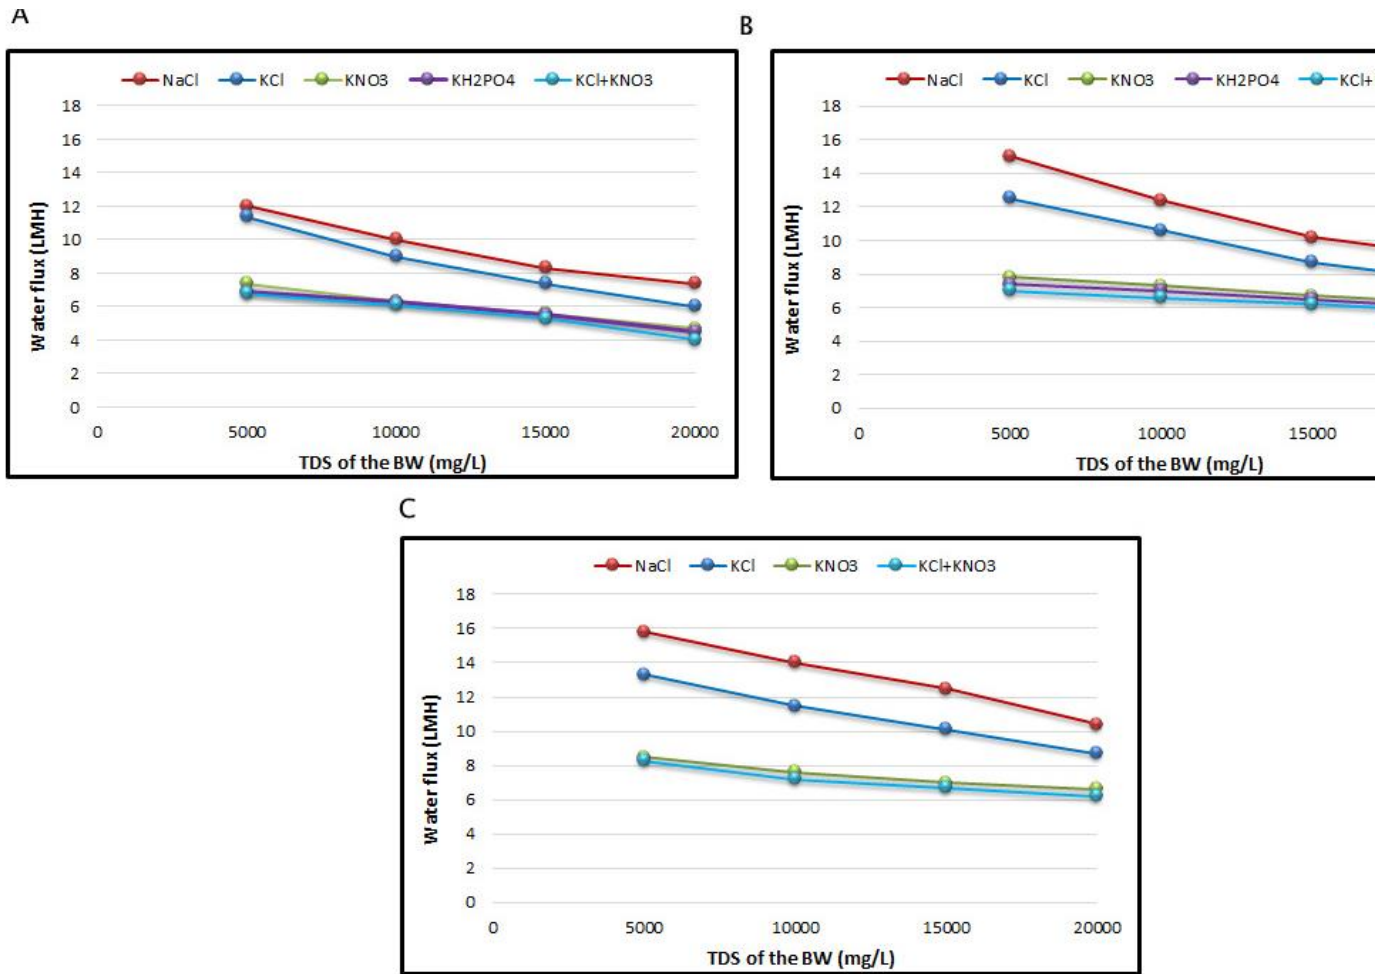 A
B
NaCl KCl KNO3 KH2PO4 KCl+KNO3
18
16
14
12
10
8
6
4
2
0
Water flux (LMH)
0 5000 10000 15000 20000
TDS of the BW (mg/L)
NaCl KCl KNO3 KH2PO4 KCl+
18
16
14
12
10
8
6
4
2
0
Water flux (LMH)
0 5000 10000 15000
TDS of the BW (mg/L)
C
NaCl KCl KNO3 KCl+KNO3
18
16
14
12
10
8
6
4
2
0
Water flux (LMH)
0 5000 10000 15000 20000
TDS of the BW (mg/L)